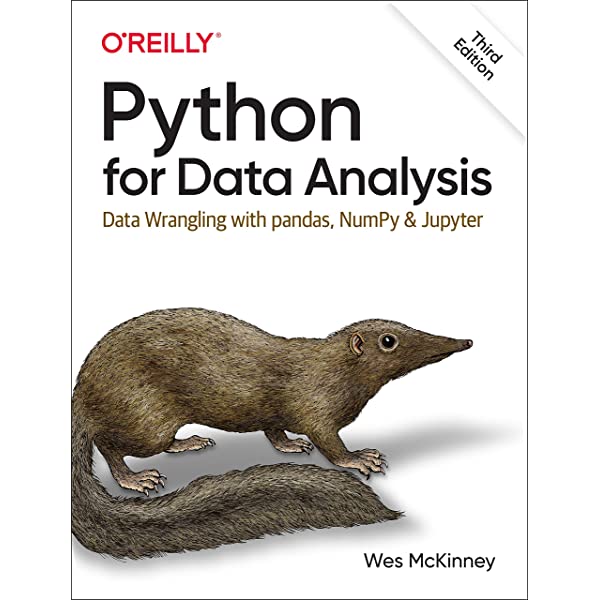 O'REILLY®
Third
Edition
Python
for Data Analysis
Data Wrangling with pandas, NumPy & Jupyter
Wes McKinney